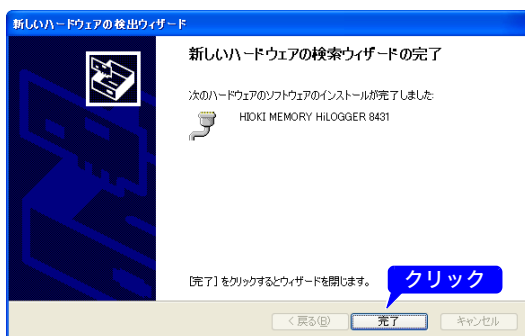 新しいハードウェアの検出ウィザード
新しいハードウェアの検索ウィザードの完了
次のハードウェアのソフトウェアのインストールが完了しました:
HIOKI MEMORY HiLOGGER 8431
[完了] をクリックするとウィザードを閉じます。
クリック
< 戻る(B)
完了
キャンセル